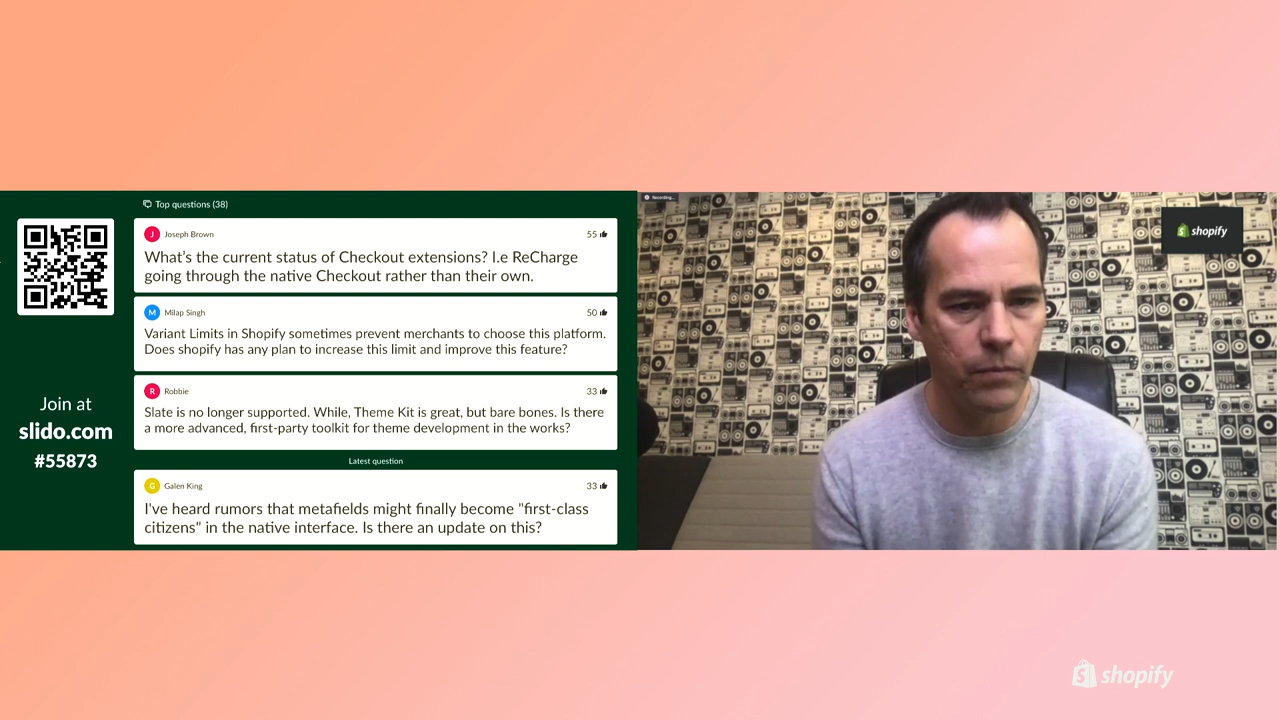 Top questions (38)
J Joseph Brown 55
What's the current status of Checkout extensions? I.e ReCharge
going through the native Checkout rather than their own.
M Milap Singh 50
Variant Limits in Shopify sometimes prevent merchants to choose this platform.
Does shopify has any plan to increase this limit and improve this feature?
R Robbie 33
Slate is no longer supported. While, Theme Kit is great, but bare bones. Is there
a more advanced, first-party toolkit for theme development in the works?
Latest question
G Galen King 33
I've heard rumors that metafields might finally become "first-class
citizens" in the native interface. Is there an update on this?
Join at
slido.com
#55873
Recording...
shopify
shopify